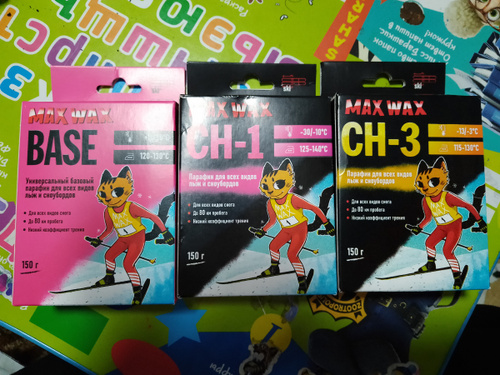 MAX WAX
BASE
120-130°C
Универсальный базовый
парафин для всех видов
лыж и сноубордов
Для всех видов снега
До 80 км пробега
Низкий коэффициент трения
150 г
ski
MAX WAX
CH-1
-30/-10°C
125-140°C
Парафин для всех видов
лыж и сноубордов
Для всех видов снега
До 80 км пробега
Низкий коэффициент трения
150 г
ski
MAX WAX
CH-3
-13/-3°C
115-130°C
Парафин для всех видов
лыж и сноубордов
Для всех видов снега
До 80 км пробега
Низкий коэффициент трения
150 г